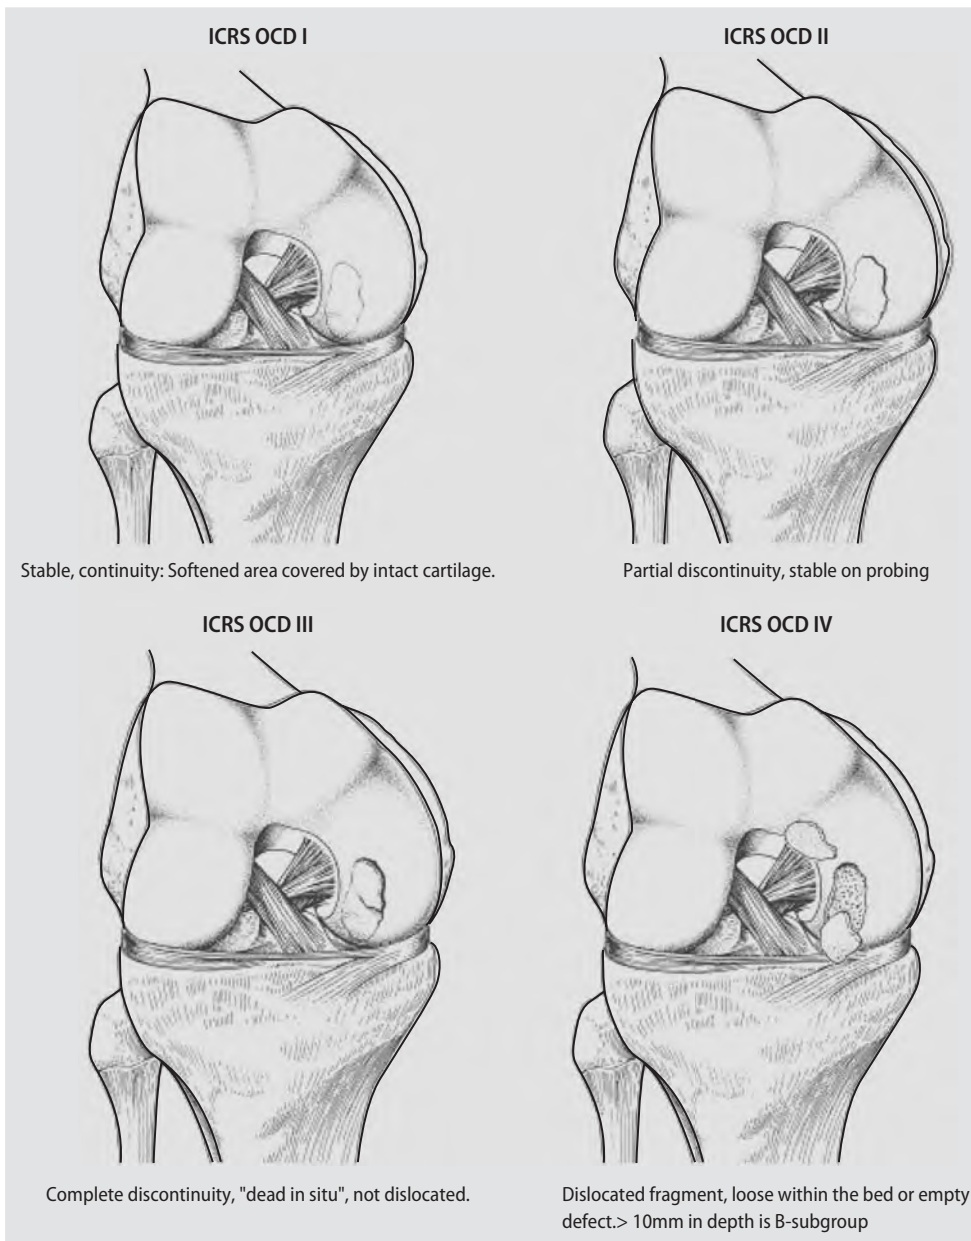 ICRS OCD I
ICRS OCD II
Stable, continuity: Softened area covered by intact cartilage.
Partial discontinuity, stable on probing
ICRS OCD III
ICRS OCD IV
Complete discontinuity, "dead in situ", not dislocated.
Dislocated fragment, loose within the bed or empty
defect.> 10mm in depth is B-subgroup